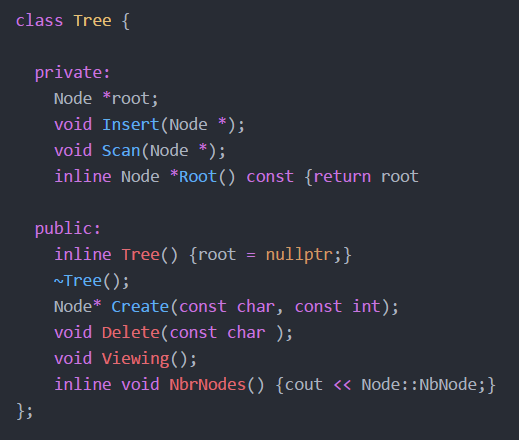 class Tree {
private:
Node *root;
void Insert(Node *);
void Scan(Node *);
inline Node *Root() const {return root
public:
inline Tree() {root = nullptr;}
~Tree();
Node* Create(const char, const int);
void Delete(const char );
void Viewing();
inline void NbrNodes() {cout << Node::NbNode;}
};